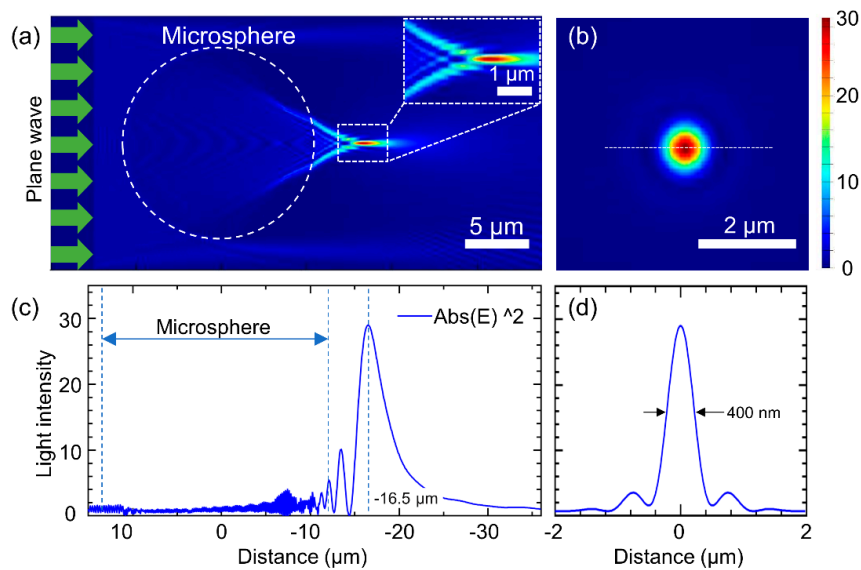 (a)
Microsphere
Plane wave
1 µm
5 µm
(b)
2 µm
30
20
10
0
(c)
Microsphere
Abs(E) ^2
-16.5 µm
Light intensity
30
20
10
0
10
0
-10
-20
-30
Distance (µm)
(d)
400 nm
-2
0
2
Distance (µm)